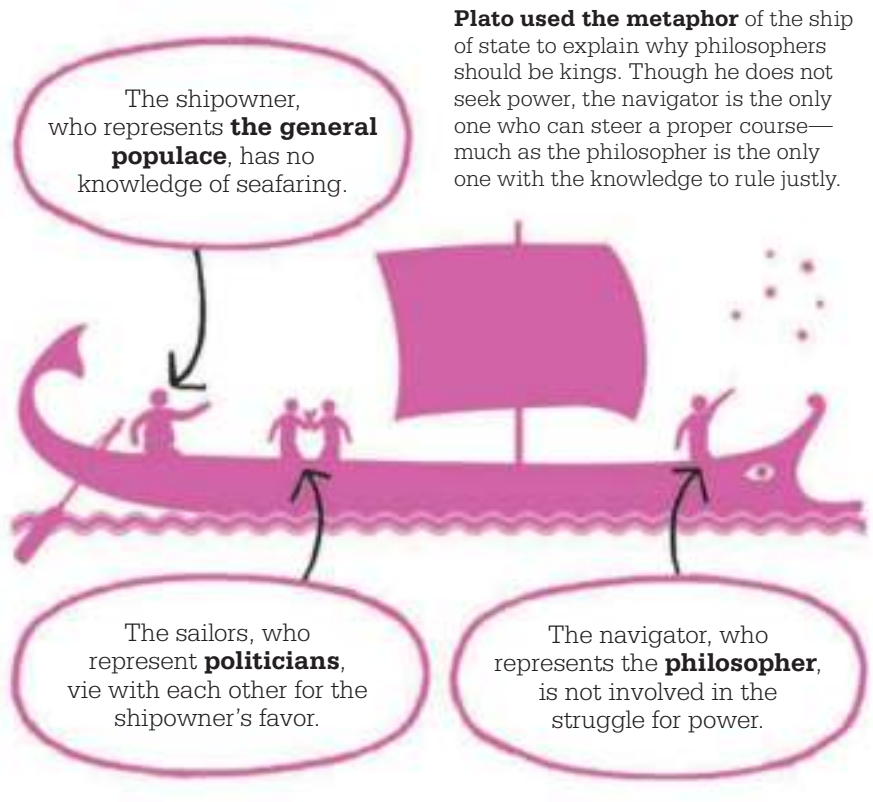 Plato used the metaphor of the ship
of state to explain why philosophers
should be kings. Though he does not
seek power, the navigator is the only
one who can steer a proper course—
much as the philosopher is the only
one with the knowledge to rule justly.
The shipowner,
who represents the general
populace, has no
knowledge of seafaring.
The sailors, who
represent politicians,
vie with each other for the
shipowner’s favor.
The navigator, who
represents the philosopher,
is not involved in the
struggle for power.